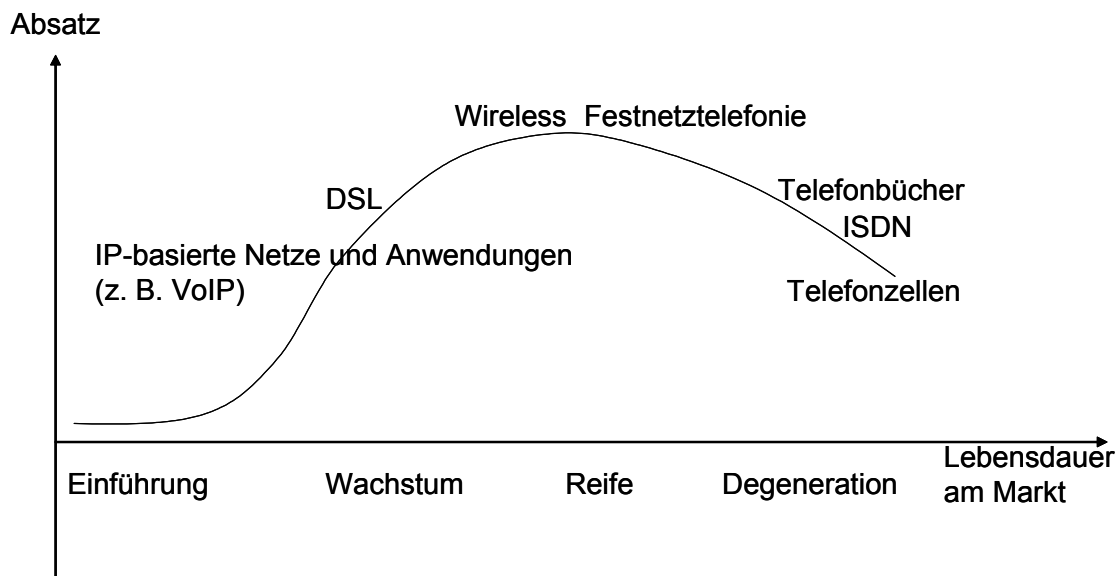 Absatz
Wireless Festnetztelefonie
DSL
Telefonbücher
ISDN
IP-basierte Netze und Anwendungen
(z. B. VoIP)
Telefonzellen
Einführung
Wachstum
Reife
Degeneration
Lebensdauer
am Markt